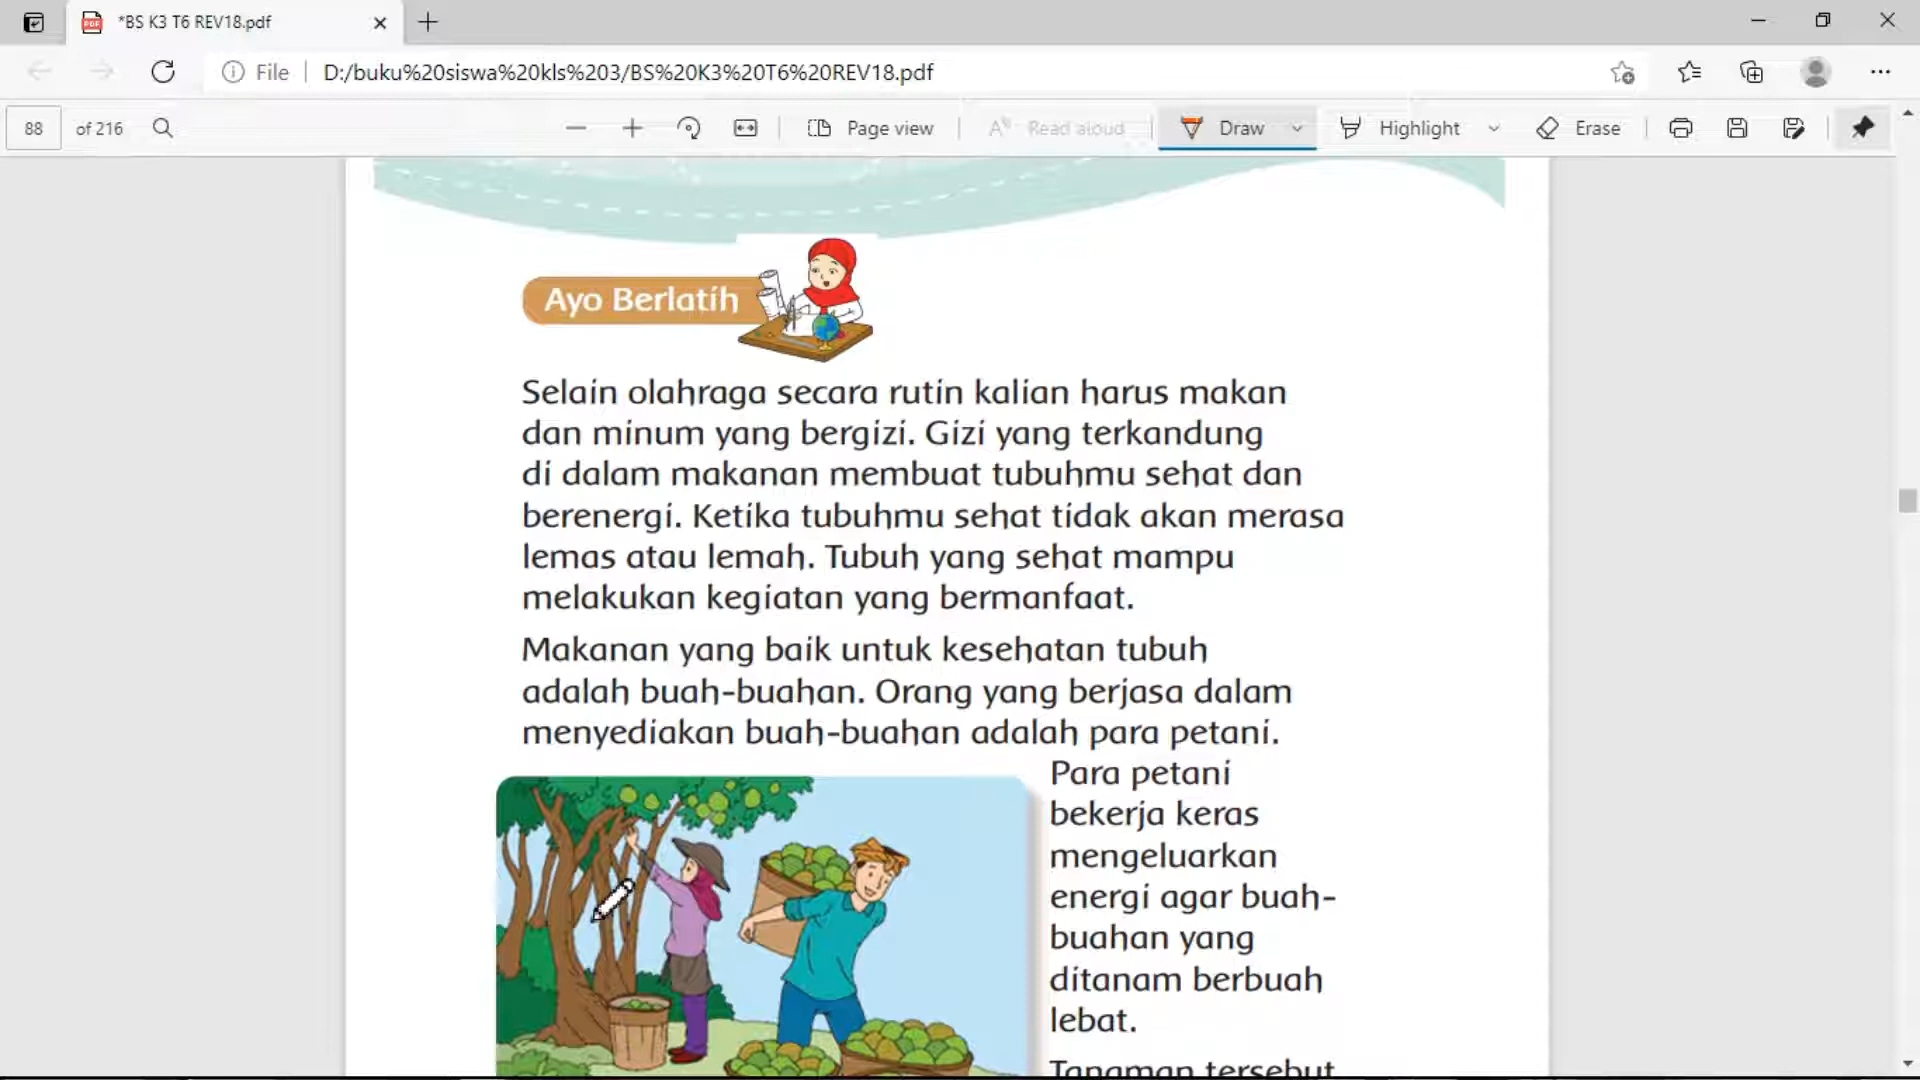 *BS K3 T6 REV18.pdf
File
D:/buku%20siswa%20kls%203/BS%20K3%20T6%20REV18.pdf
88 of 216
Page view
Read aloud
Draw
Highlight
Erase
Ayo Berlatih
Selain olahraga secara rutin kalian harus makan
dan minum yang bergizi. Gizi yang terkandung
di dalam makanan membuat tubuhmu sehat dan
berenergi. Ketika tubuhmu sehat tidak akan merasa
lemas atau lemah. Tubuh yang sehat mampu
melakukan kegiatan yang bermanfaat.
Makanan yang baik untuk kesehatan tubuh
adalah buah-buahan. Orang yang berjasa dalam
menyediakan buah-buahan adalah para petani.
Para petani
bekerja keras
mengeluarkan
energi agar buah-
buahan yang
ditanam berbuah
lebat.
Tanaman tersebut